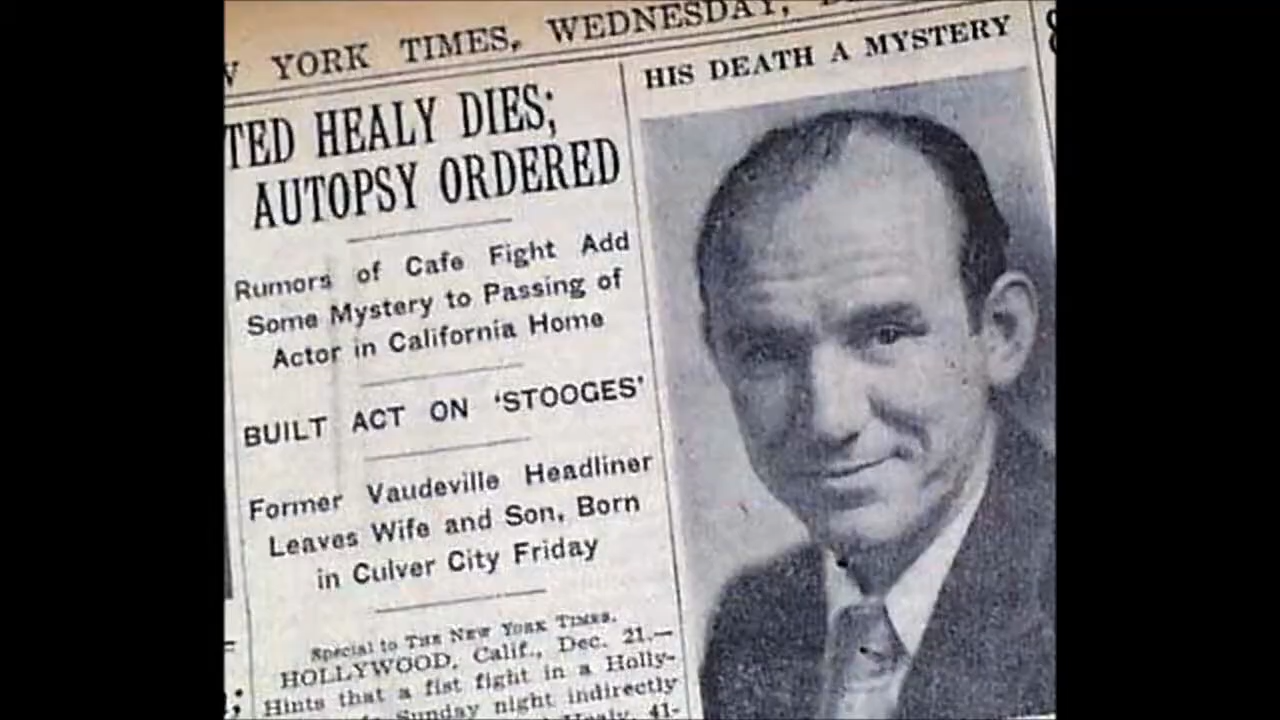 YORK TIMES, WEDNESDAY,
TED HEALY DIES;
AUTOPSY ORDERED
Rumors of Cafe Fight Add
Some Mystery to Passing of
Actor in California Home
BUILT ACT ON 'STOOGES'
Former Vaudeville Headliner
Leaves Wife and Son, Born
in Culver City Friday
Special to THE NEW YORK TIMES.
HOLLYWOOD, Calif., Dec. 21.—
Hints that a fist fight in a Holly-
Sunday night indirectly
Healy, 41-
HIS DEATH A MYSTERY